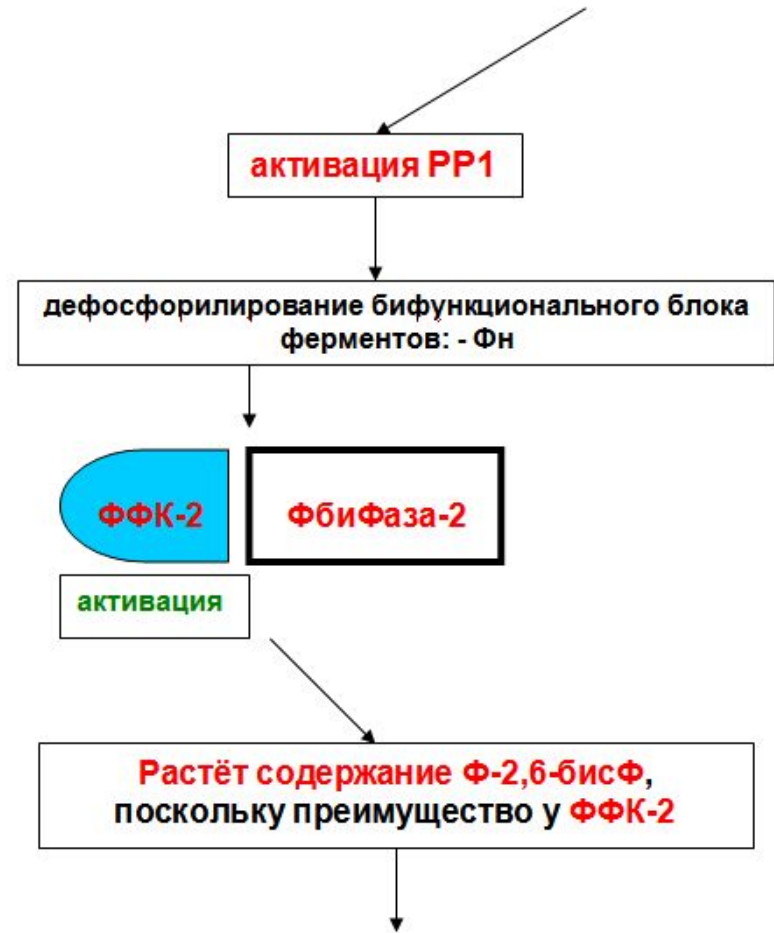 активация РР1
дефосфорилирование бифункционального блока
ферментов: - Фн
ФФК-2
ФбиФаза-2
активация
Растёт содержание Ф-2,6-бисФ,
поскольку преимущество у ФФК-2